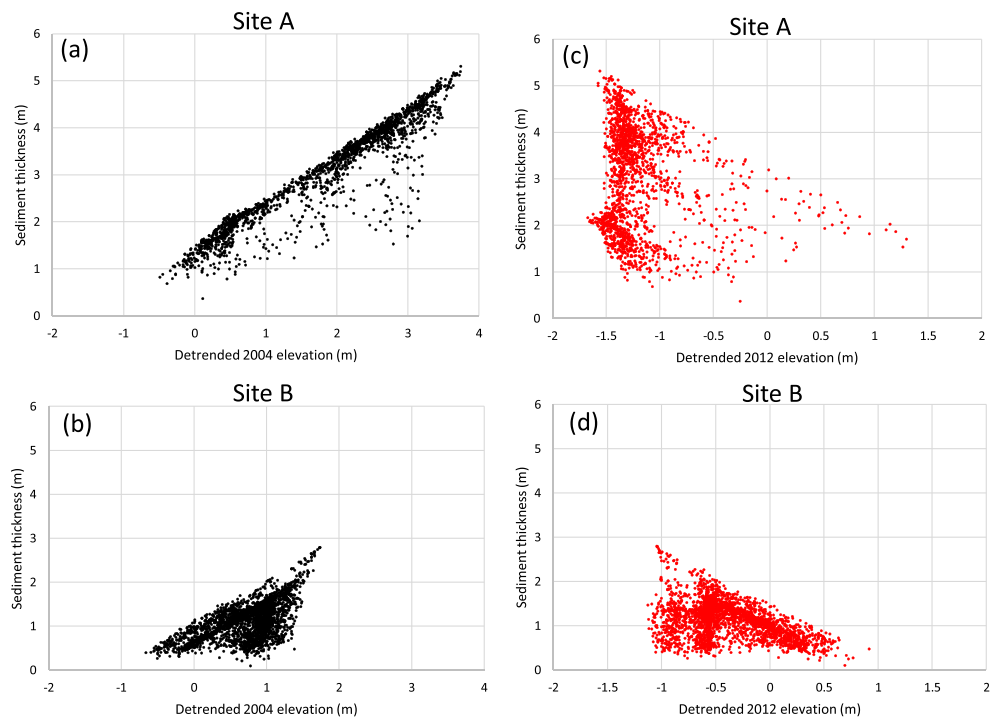 Site A
(a)
6
5
4
3
2
1
0
-2 -1 0 1 2 3 4
Sediment thickness (m)
Detrended 2004 elevation (m)
Site A
(c)
6
5
4
3
2
1
0
-2 -1.5 -1 -0.5 0 0.5 1 1.5 2
Sediment thickness (m)
Detrended 2012 elevation (m)
Site B
(b)
6
5
4
3
2
1
0
-2 -1 0 1 2 3 4
Sediment thickness (m)
Detrended 2004 elevation (m)
Site B
(d)
6
5
4
3
2
1
0
-2 -1.5 -1 -0.5 0 0.5 1 1.5 2
Sediment thickness (m)
Detrended 2012 elevation (m)